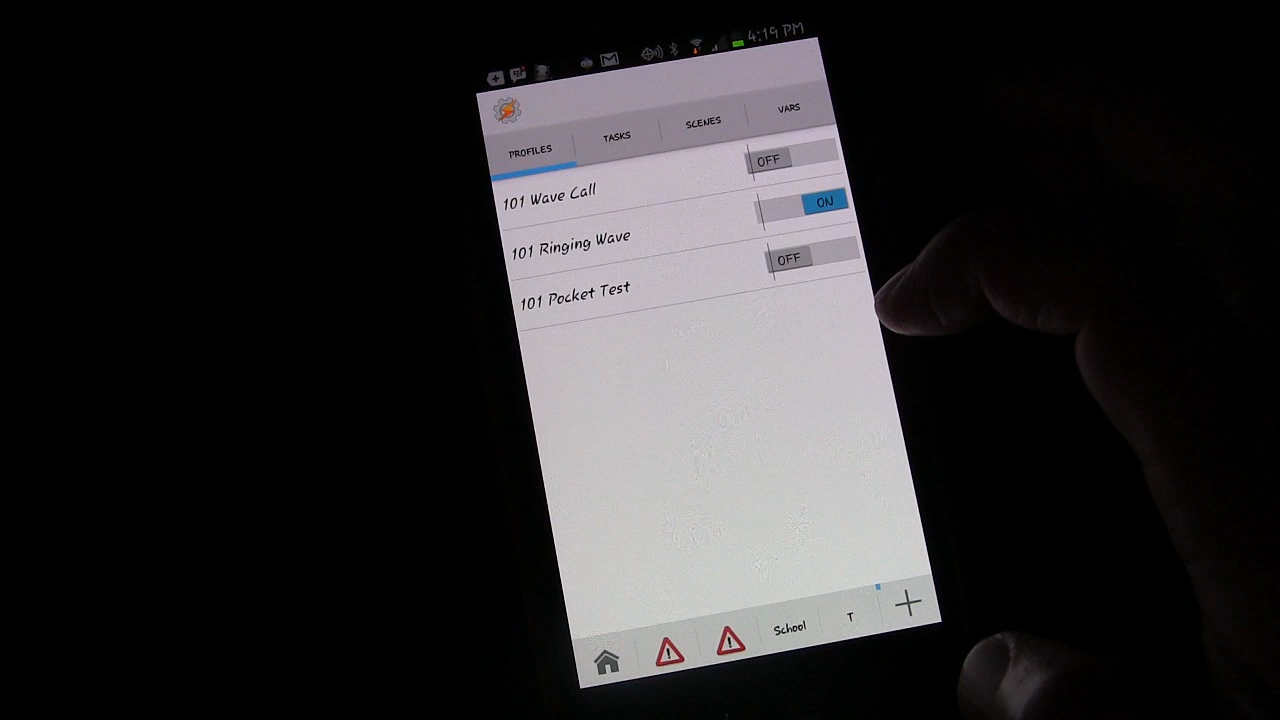 4:19 PM
PROFILES TASKS SCENES VARS
101 Wave Call OFF
101 Ringing Wave ON
101 Pocket Test OFF
School T